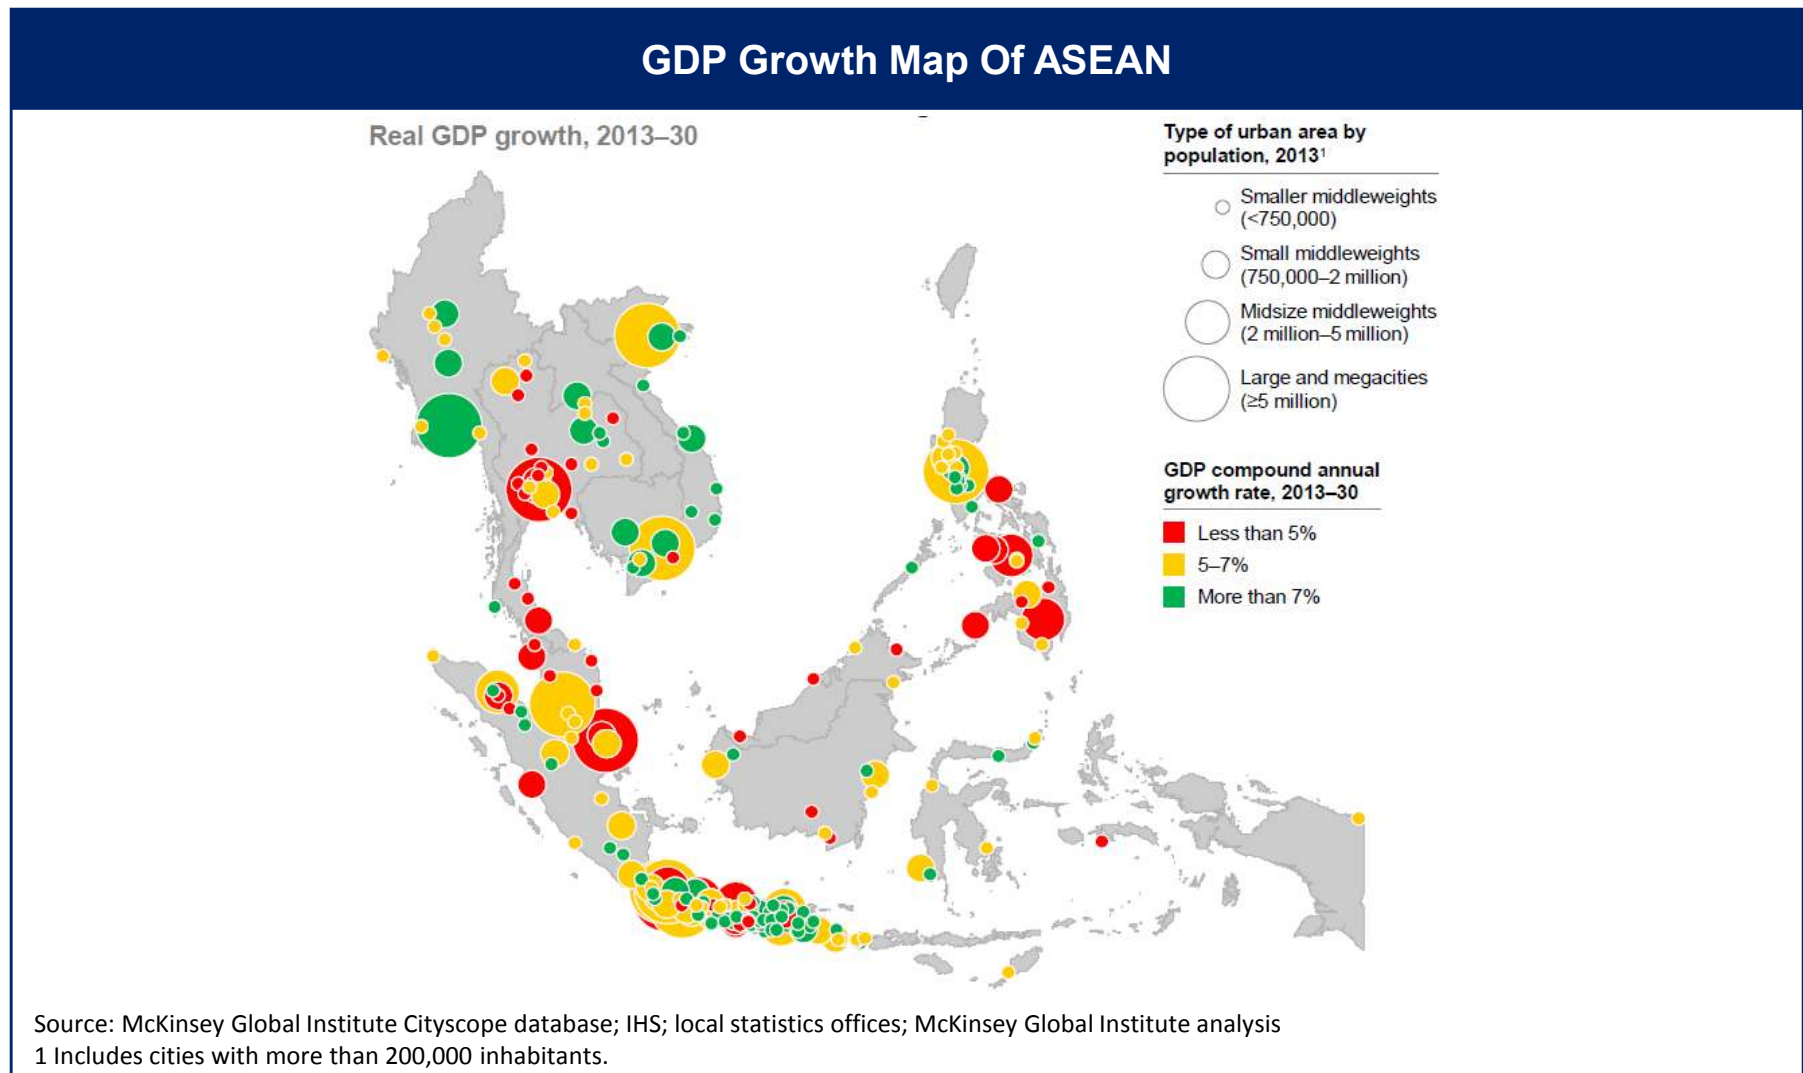 GDP Growth Map Of ASEAN
Real GDP growth, 2013–30
Type of urban area by
population, 2013¹
Smaller middleweights
(<750,000)
Small middleweights
(750,000–2 million)
Midsize middleweights
(2 million–5 million)
Large and megacities
(≥5 million)
GDP compound annual
growth rate, 2013–30
Less than 5%
5–7%
More than 7%
Source: McKinsey Global Institute Cityscope database; IHS; local statistics offices; McKinsey Global Institute analysis
1 Includes cities with more than 200,000 inhabitants.